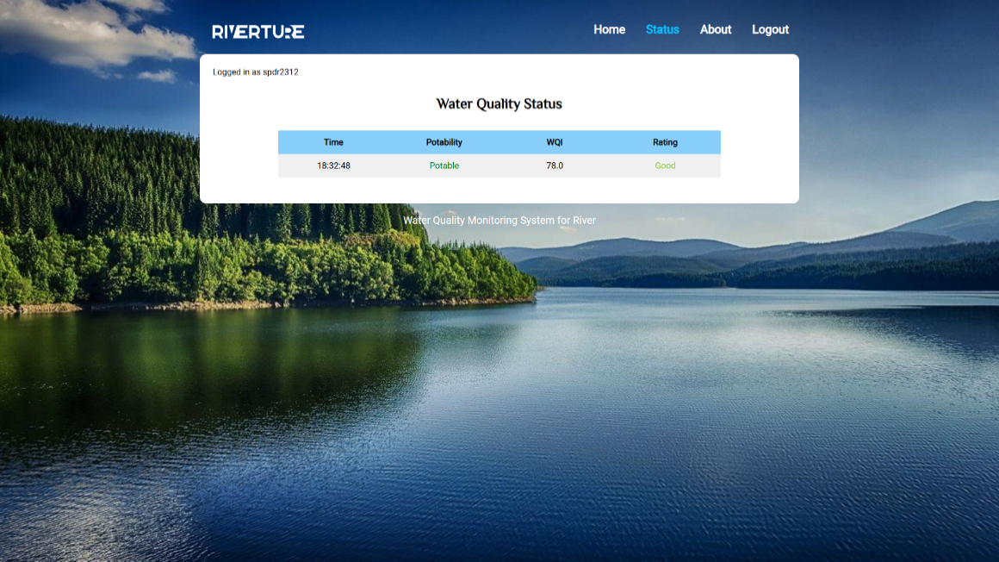 RIVERTURE
Home Status About Logout
Logged in as spdr2312
Water Quality Status
Time Potability WQI Rating
18:32:48 Potable 78.0 Good
Water Quality Monitoring System for River